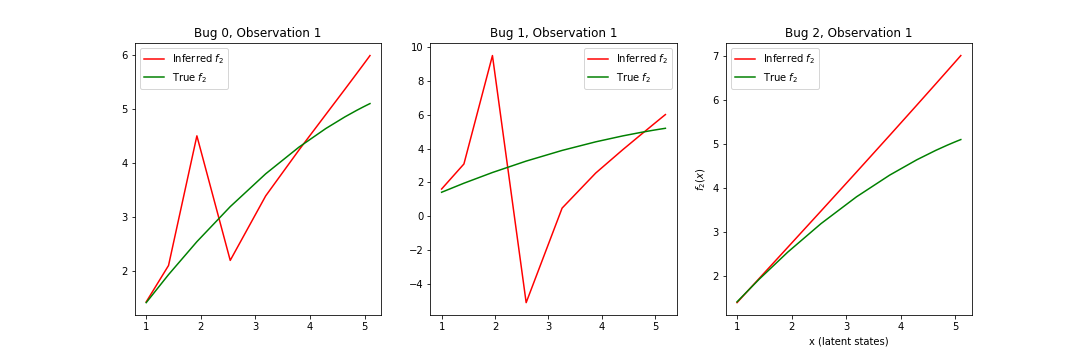 Bug 0, Observation 1
Inferred f₂
True f₂
6
5
4
3
2
1 2 3 4 5
Bug 1, Observation 1
Inferred f₂
True f₂
10
8
6
4
2
0
−2
−4
1 2 3 4 5
Bug 2, Observation 1
Inferred f₂
True f₂
f₂(x)
7
6
5
4
3
2
1 2 3 4 5
x (latent states)